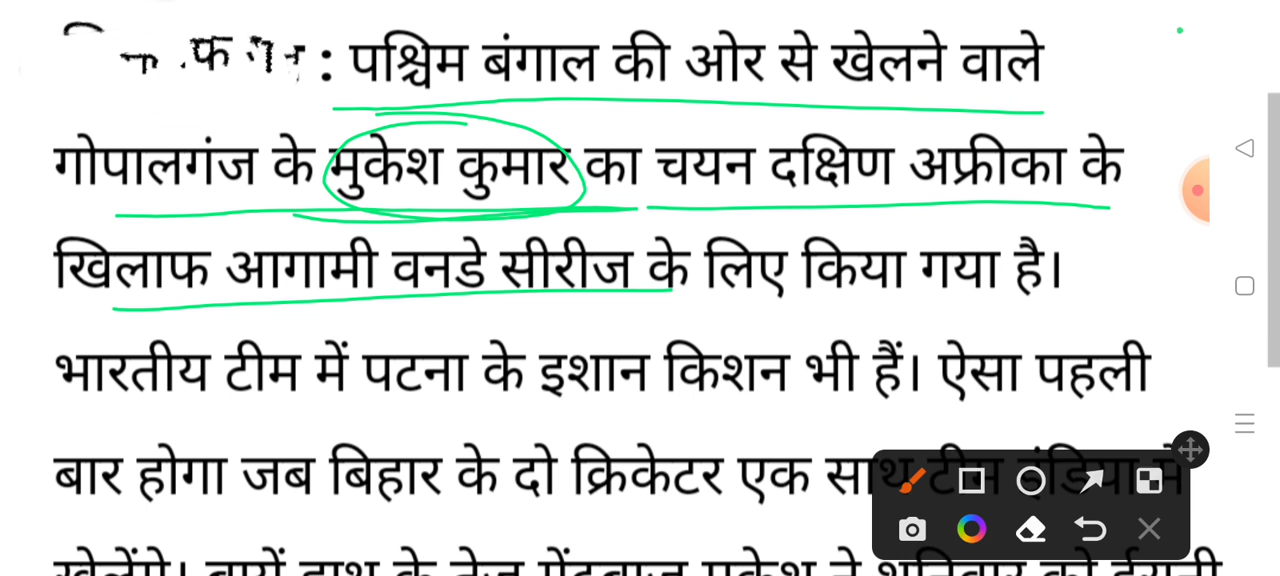 : पश्चिम बंगाल की ओर से खेलने वाले
गोपालगंज के मुकेश कुमार का चयन दक्षिण अफ्रीका के
खिलाफ आगामी वनडे सीरीज के लिए किया गया है।
भारतीय टीम में पटना के इशान किशन भी हैं। ऐसा पहली
बार होगा जब बिहार के दो क्रिकेटर एक साथ टीम इंडिया में